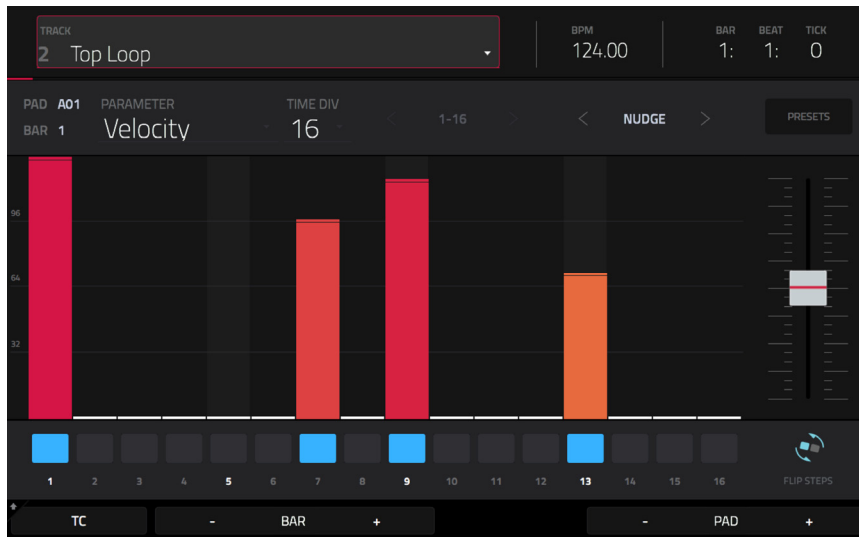 TRACK
2 Top Loop
BPM
124.00
BAR BEAT TICK
1: 1: 0
PAD A01
BAR 1
PARAMETER
Velocity
TIME DIV
16
< 1-16 >
< NUDGE >
PRESETS
96
64
32
1 2 3 4 5 6 7 8 9 10 11 12 13 14 15 16
FLIP STEPS
TC - BAR + - PAD +